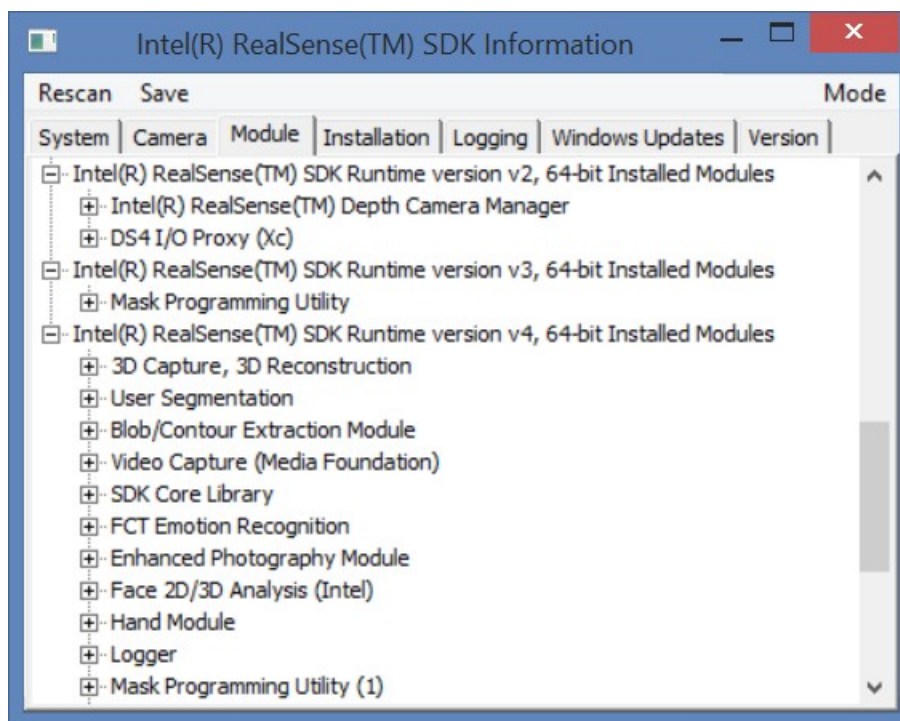 Intel(R) RealSense(TM) SDK Information
Rescan Save Mode
System Camera Module Installation Logging Windows Updates Version
Intel(R) RealSense(TM) SDK Runtime version v2, 64-bit Installed Modules
Intel(R) RealSense(TM) Depth Camera Manager
DS4 I/O Proxy (Xc)
Intel(R) RealSense(TM) SDK Runtime version v3, 64-bit Installed Modules
Mask Programming Utility
Intel(R) RealSense(TM) SDK Runtime version v4, 64-bit Installed Modules
3D Capture, 3D Reconstruction
User Segmentation
Blob/Contour Extraction Module
Video Capture (Media Foundation)
SDK Core Library
FCT Emotion Recognition
Enhanced Photography Module
Face 2D/3D Analysis (Intel)
Hand Module
Logger
Mask Programming Utility (1)